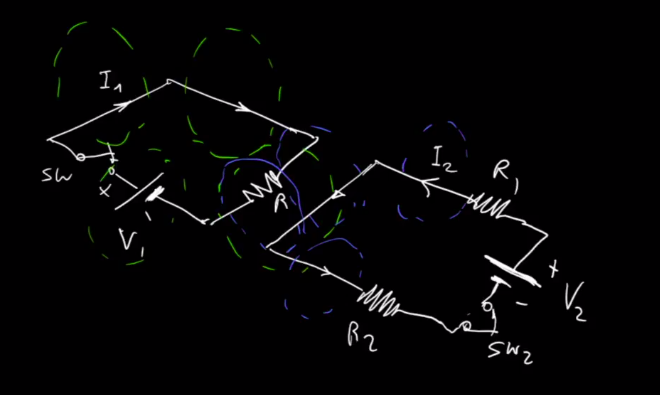 I₁
I₂
R₁
SW
x
R
V₁
+
V₂
-
R₂
SW₂